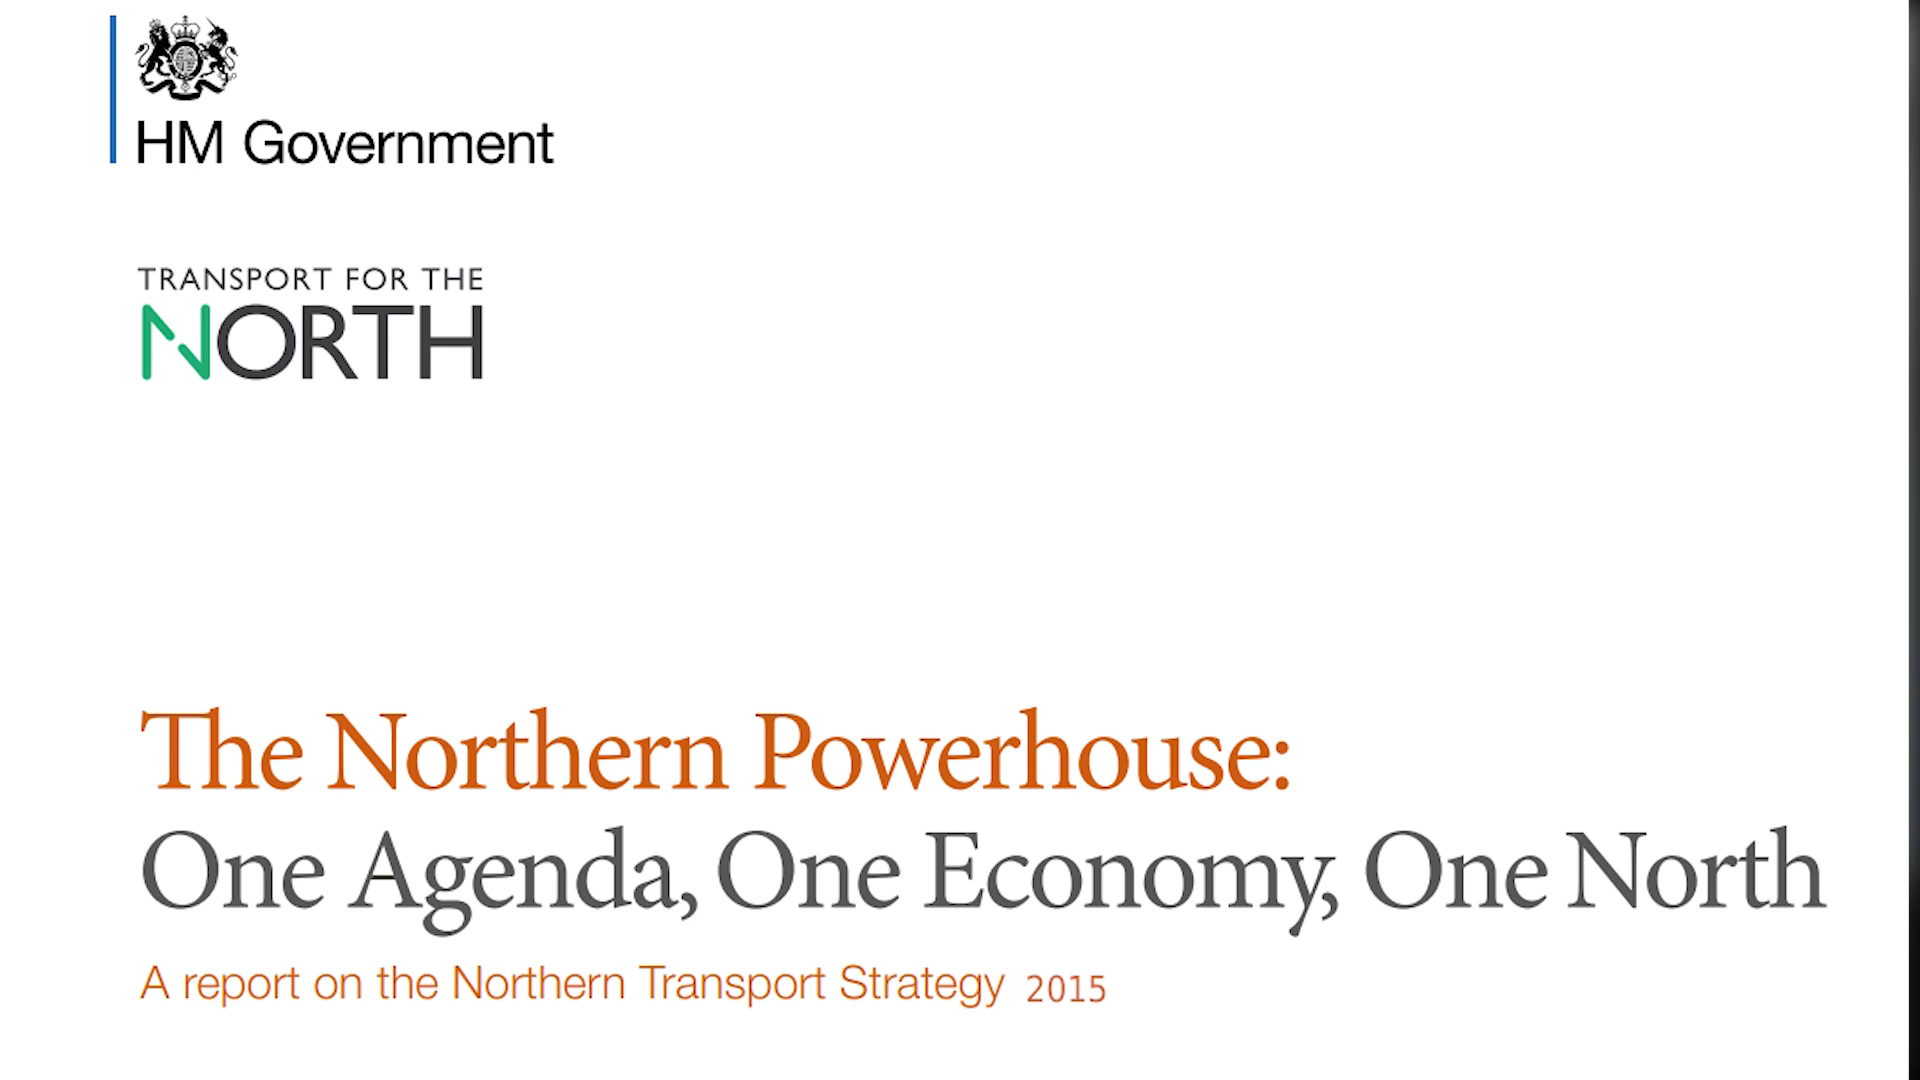 HM Government
TRANSPORT FOR THE
NORTH
The Northern Powerhouse:
One Agenda, One Economy, One North
A report on the Northern Transport Strategy 2015